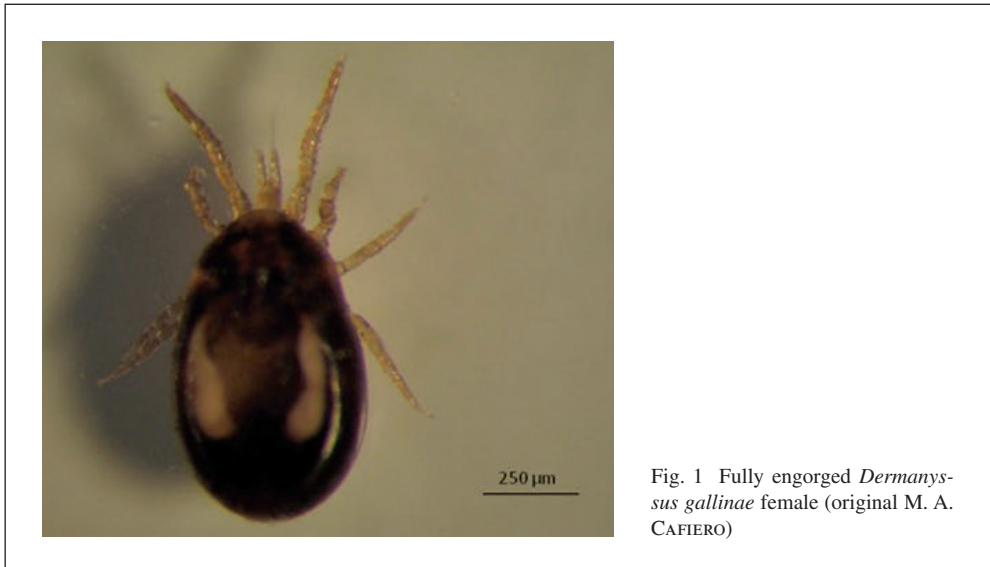 250 µm
Fig. 1 Fully engorged Dermanys-
sus gallinae female (original M. A.
CAFIERO)